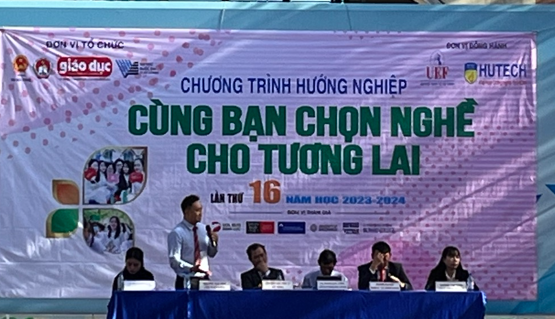 ĐƠN VỊ TỔ CHỨC
ĐƠN VỊ ĐỒNG HÀNH
giáo dục
UEF
HUTECH
CHƯƠNG TRÌNH HƯỚNG NGHIỆP
CÙNG BẠN CHỌN NGHỀ
CHO TƯƠNG LAI
LẦN THỨ 16 NĂM HỌC 2023-2024
ĐƠN VỊ THAM GIA